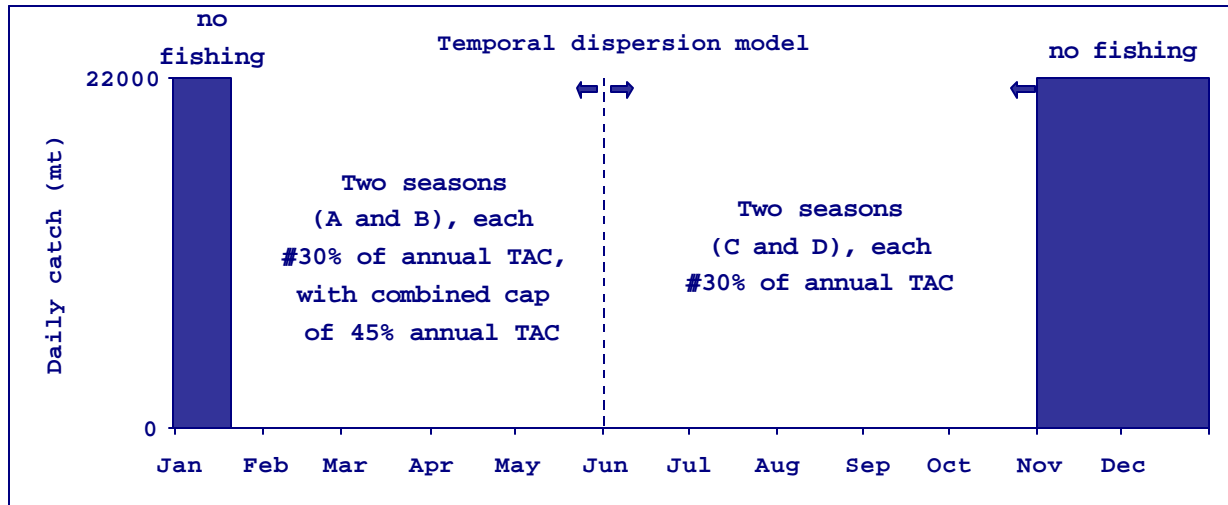 no
fishing
Temporal dispersion model
no fishing
22000
Daily catch (mt)
Two seasons
(A and B), each
#30% of annual TAC,
with combined cap
of 45% annual TAC
Two seasons
(C and D), each
#30% of annual TAC
0
Jan Feb Mar Apr May Jun Jul Aug Sep Oct Nov Dec